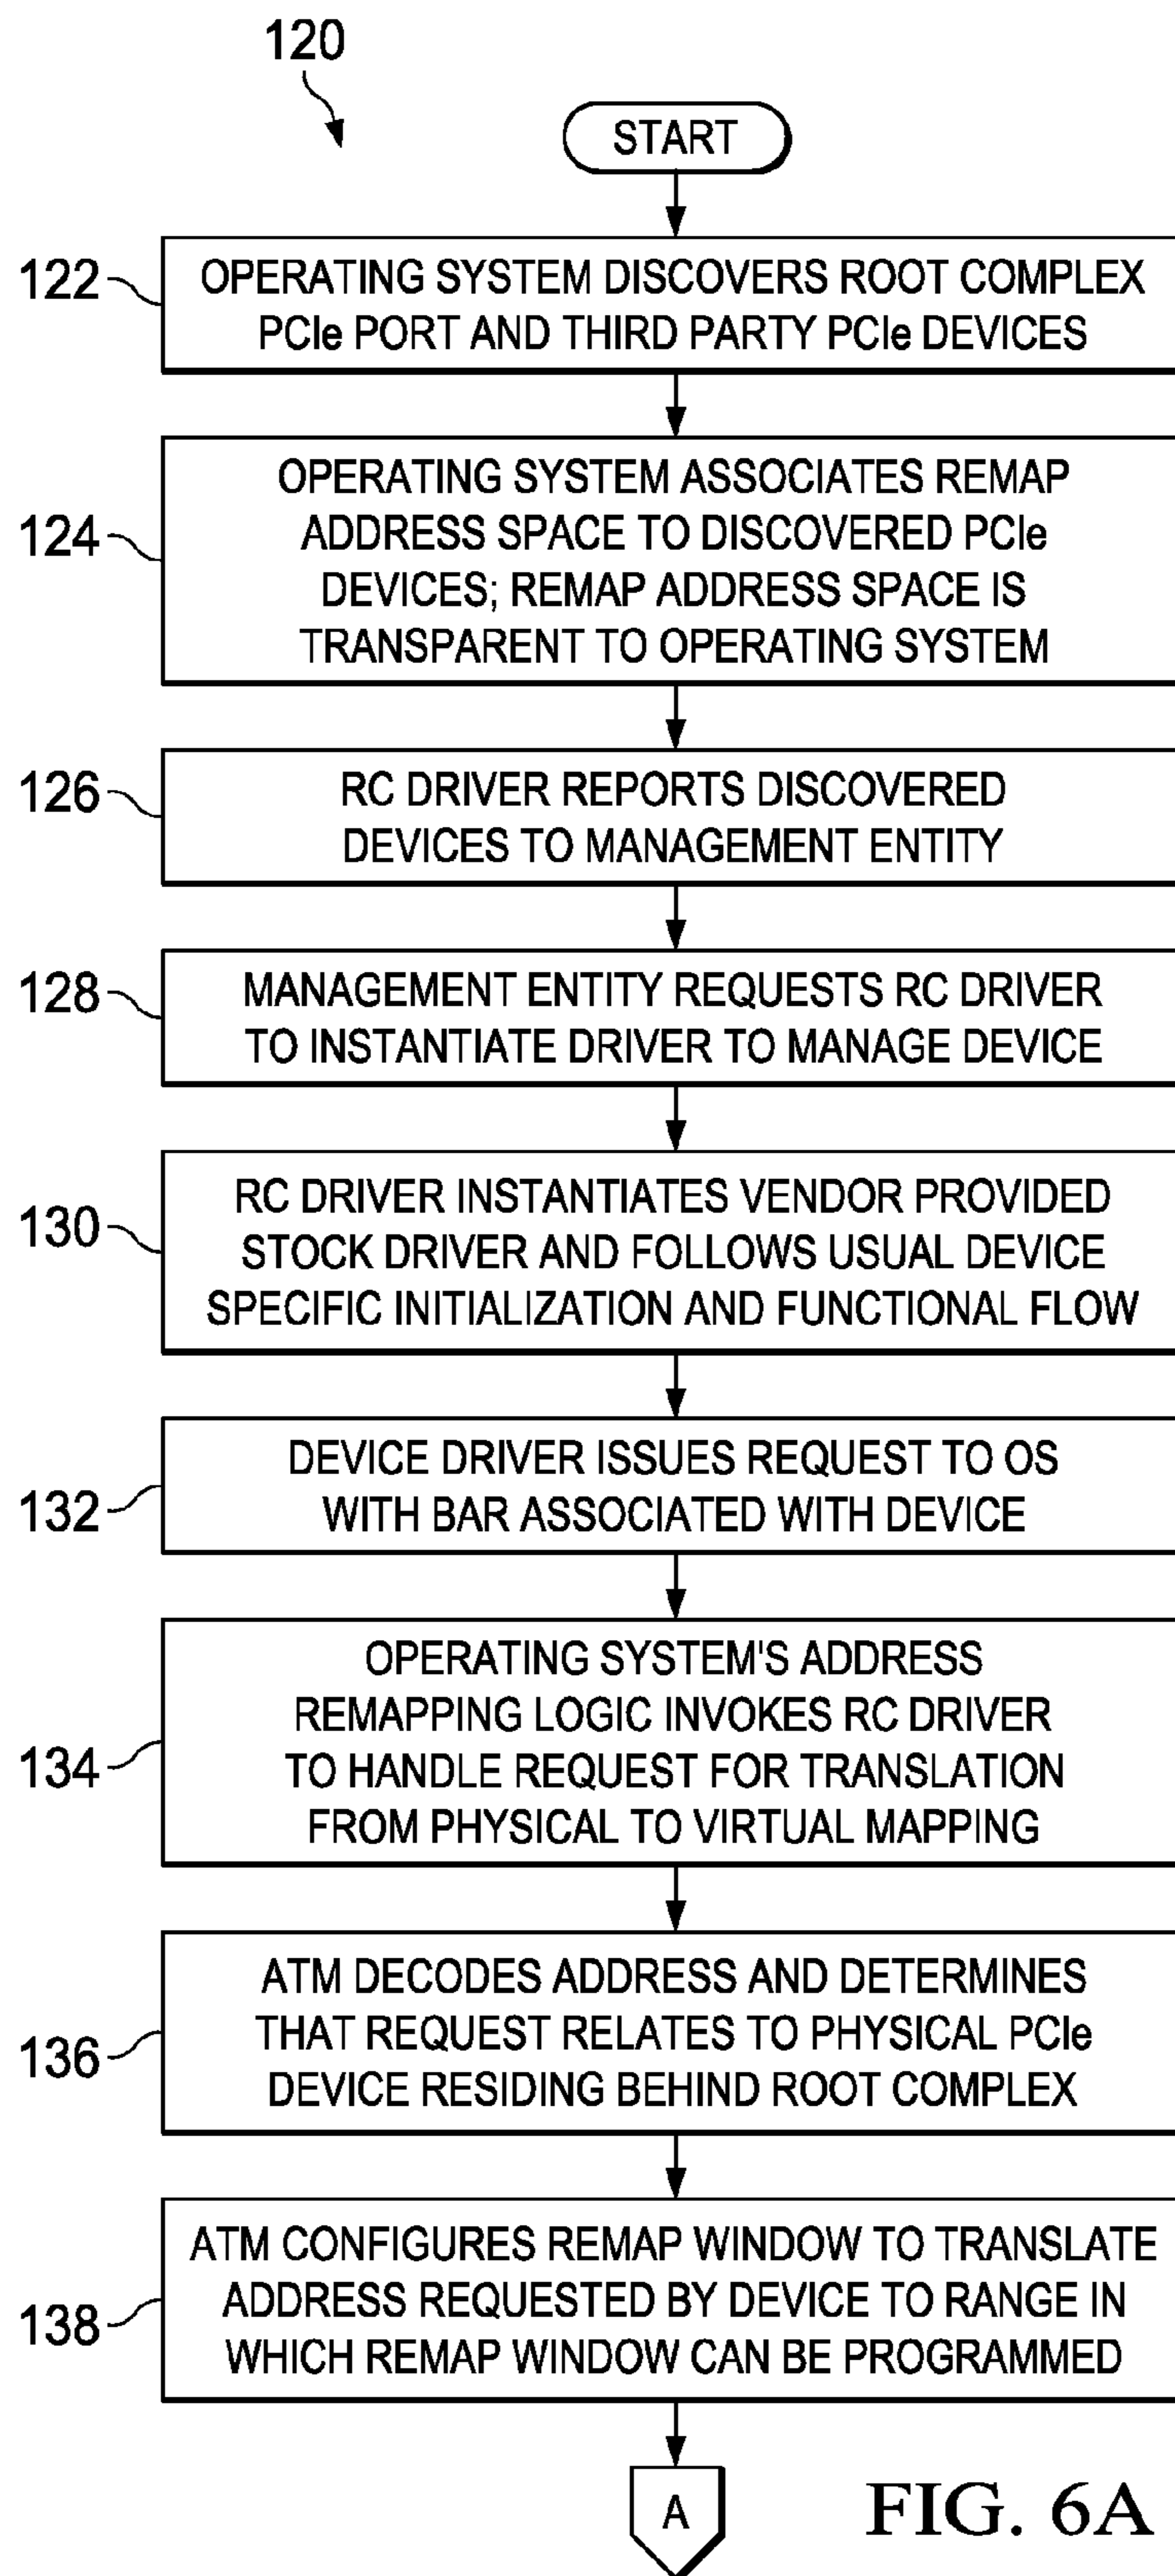 120
START
122
OPERATING SYSTEM DISCOVERS ROOT COMPLEX
PCIe PORT AND THIRD PARTY PCIe DEVICES
124
OPERATING SYSTEM ASSOCIATES REMAP
ADDRESS SPACE TO DISCOVERED PCIe
DEVICES; REMAP ADDRESS SPACE IS
TRANSPARENT TO OPERATING SYSTEM
126
RC DRIVER REPORTS DISCOVERED
DEVICES TO MANAGEMENT ENTITY
128
MANAGEMENT ENTITY REQUESTS RC DRIVER
TO INSTANTIATE DRIVER TO MANAGE DEVICE
130
RC DRIVER INSTANTIATES VENDOR PROVIDED
STOCK DRIVER AND FOLLOWS USUAL DEVICE
SPECIFIC INITIALIZATION AND FUNCTIONAL FLOW
132
DEVICE DRIVER ISSUES REQUEST TO OS
WITH BAR ASSOCIATED WITH DEVICE
134
OPERATING SYSTEM'S ADDRESS
REMAPPING LOGIC INVOKES RC DRIVER
TO HANDLE REQUEST FOR TRANSLATION
FROM PHYSICAL TO VIRTUAL MAPPING
136
ATM DECODES ADDRESS AND DETERMINES
THAT REQUEST RELATES TO PHYSICAL PCIe
DEVICE RESIDING BEHIND ROOT COMPLEX
138
ATM CONFIGURES REMAP WINDOW TO TRANSLATE
ADDRESS REQUESTED BY DEVICE TO RANGE IN
WHICH REMAP WINDOW CAN BE PROGRAMMED
A
FIG. 6A